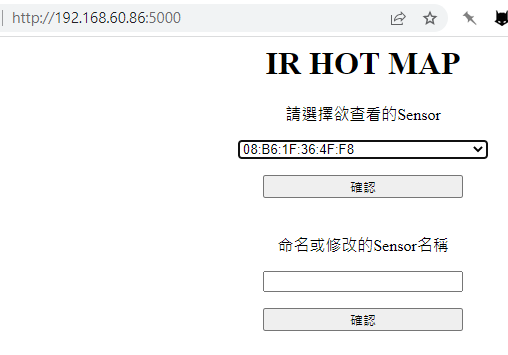 http://192.168.60.86:5000
IR HOT MAP
請選擇欲查看的Sensor
08:B6:1F:36:4F:F8
確認
命名或修改的Sensor名稱
確認